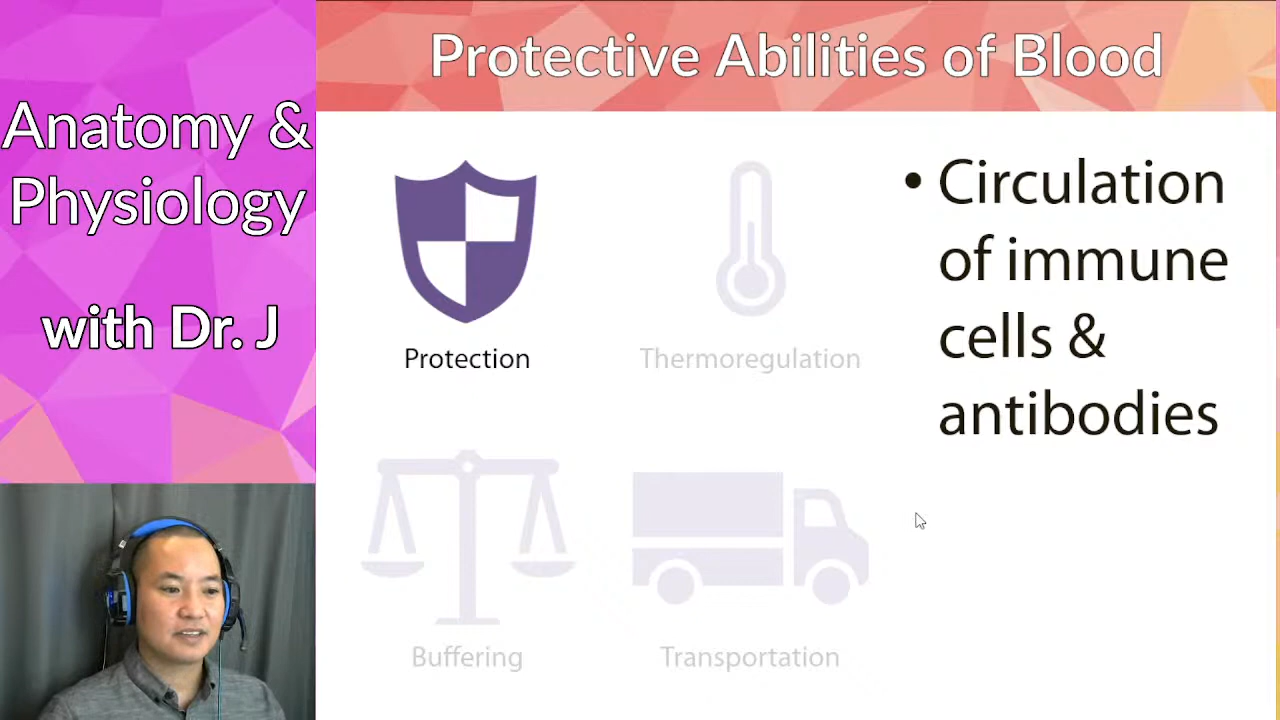 Anatomy &
Physiology
with Dr. J
Protective Abilities of Blood
Protection
Thermoregulation
Buffering
Transportation
• Circulation
of immune
cells &
antibodies